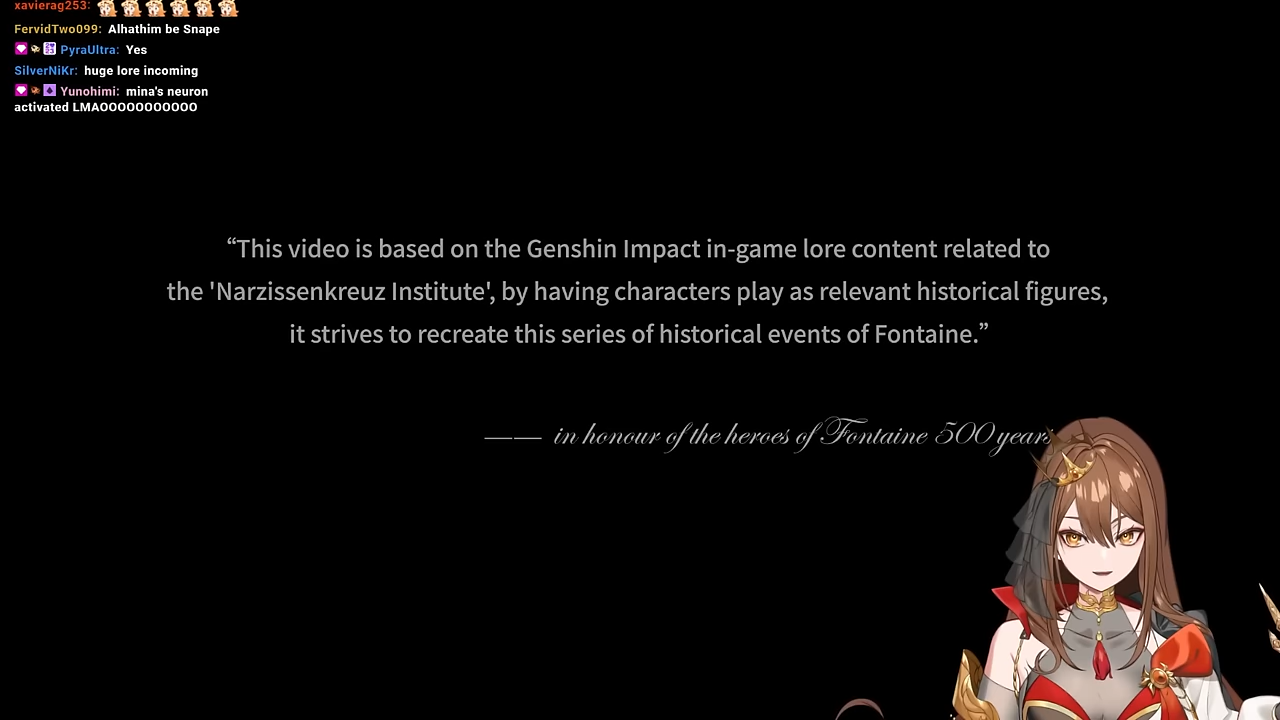 xavierag253:
FervidTwo099: Alhathim be Snape
PyraUltra: Yes
SilverNiKr: huge lore incoming
Yunohimi: mina's neuron
activated LMAOOOOOOOOOOO
“This video is based on the Genshin Impact in-game lore content related to
the 'Narzissenkreuz Institute', by having characters play as relevant historical figures,
it strives to recreate this series of historical events of Fontaine.”
—— in honour of the heroes of Fontaine 500 years